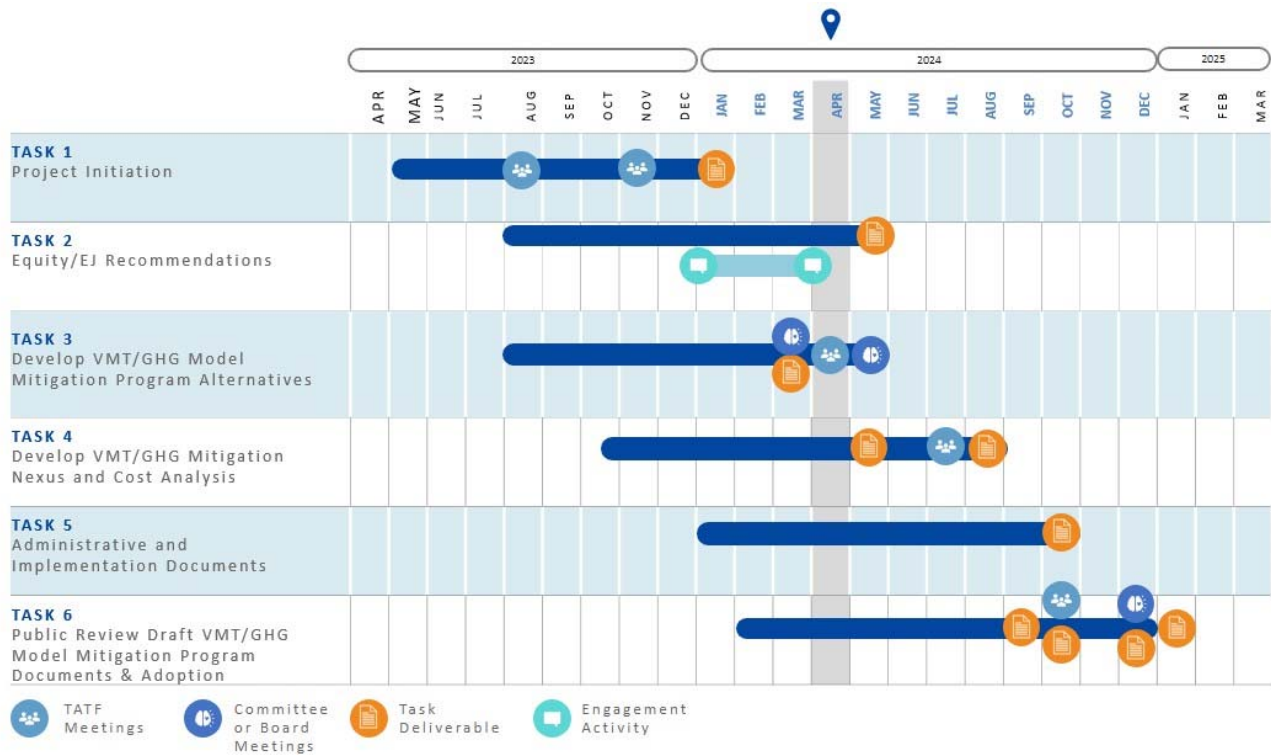 2023
2024
2025
APR
MAY
JUN
JUL
AUG
SEP
OCT
NOV
DEC
JAN
FEB
MAR
APR
MAY
JUN
JUL
AUG
SEP
OCT
NOV
DEC
JAN
FEB
MAR
TASK 1
Project Initiation
TASK 2
Equity/EJ Recommendations
TASK 3
Develop VMT/GHG Model
Mitigation Program Alternatives
TASK 4
Develop VMT/GHG Mitigation
Nexus and Cost Analysis
TASK 5
Administrative and
Implementation Documents
TASK 6
Public Review Draft VMT/GHG
Model Mitigation Program
Documents & Adoption
TATF
Meetings
Committee
or Board
Meetings
Task
Deliverable
Engagement
Activity